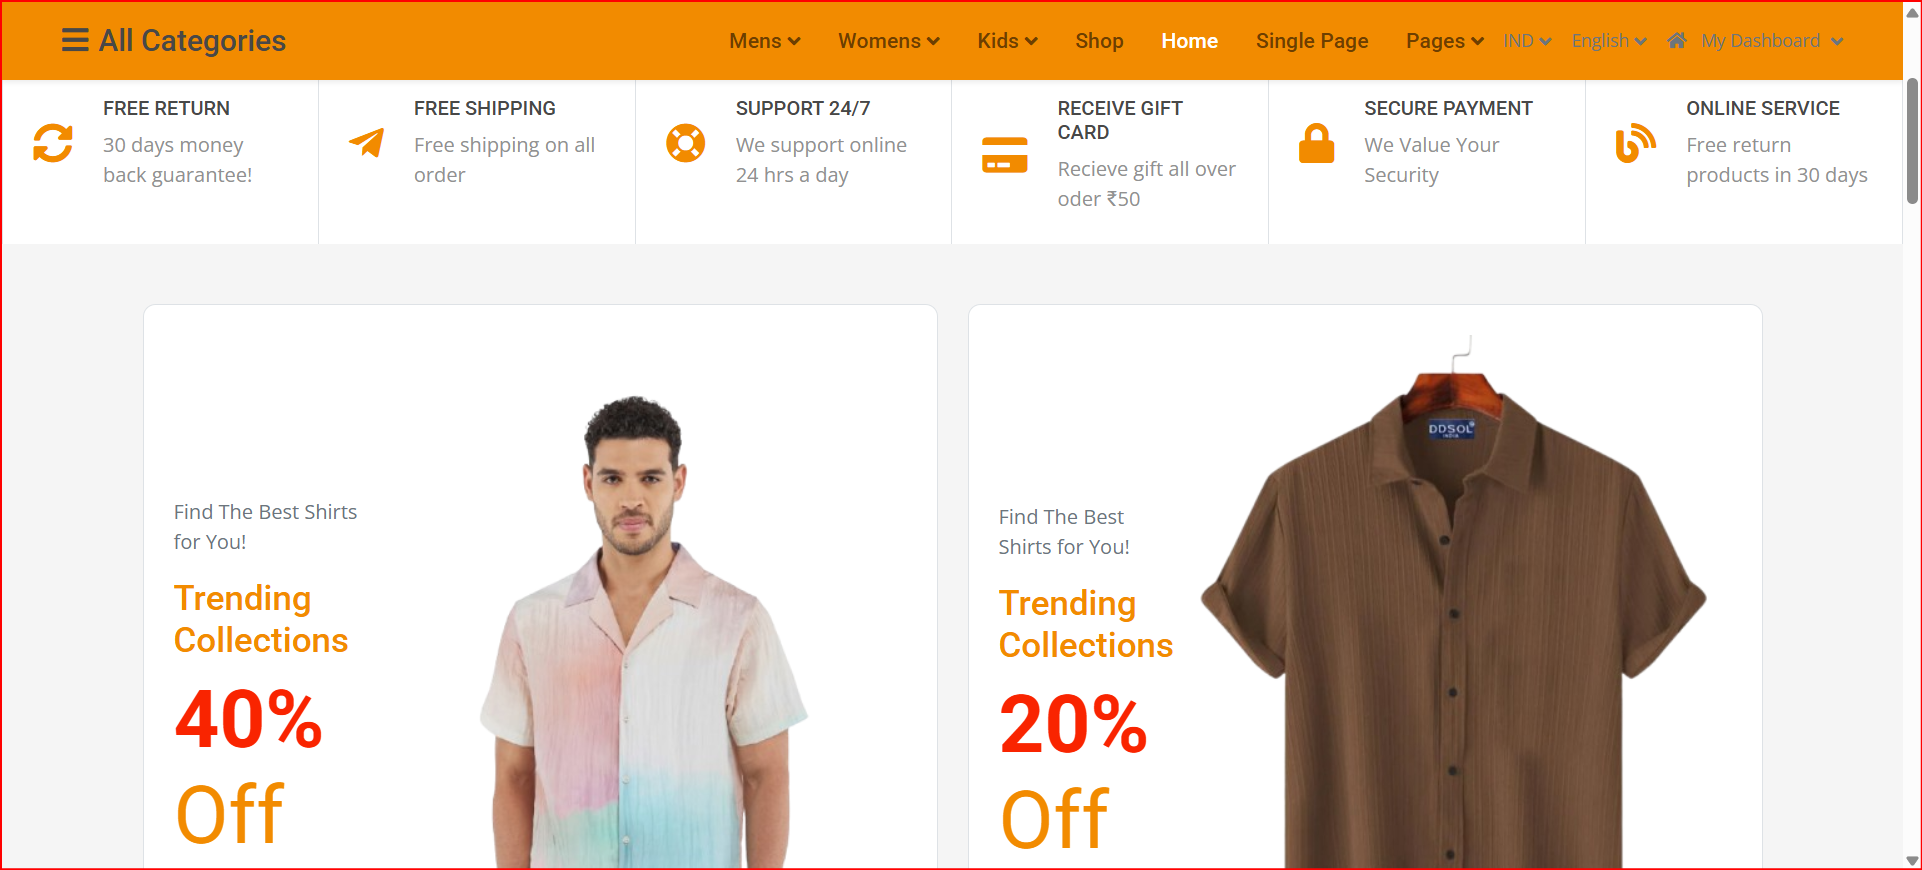 All Categories
Mens
Womens
Kids
Shop
Home
Single Page
Pages
IND
English
My Dashboard
FREE RETURN
30 days money
back guarantee!
FREE SHIPPING
Free shipping on all
order
SUPPORT 24/7
We support online
24 hrs a day
RECEIVE GIFT
CARD
Recieve gift all over
oder ₹50
SECURE PAYMENT
We Value Your
Security
ONLINE SERVICE
Free return
products in 30 days
Find The Best Shirts
for You!
Trending
Collections
40%
Off
Find The Best
Shirts for You!
Trending
Collections
20%
Off
DDSOL
INDIA